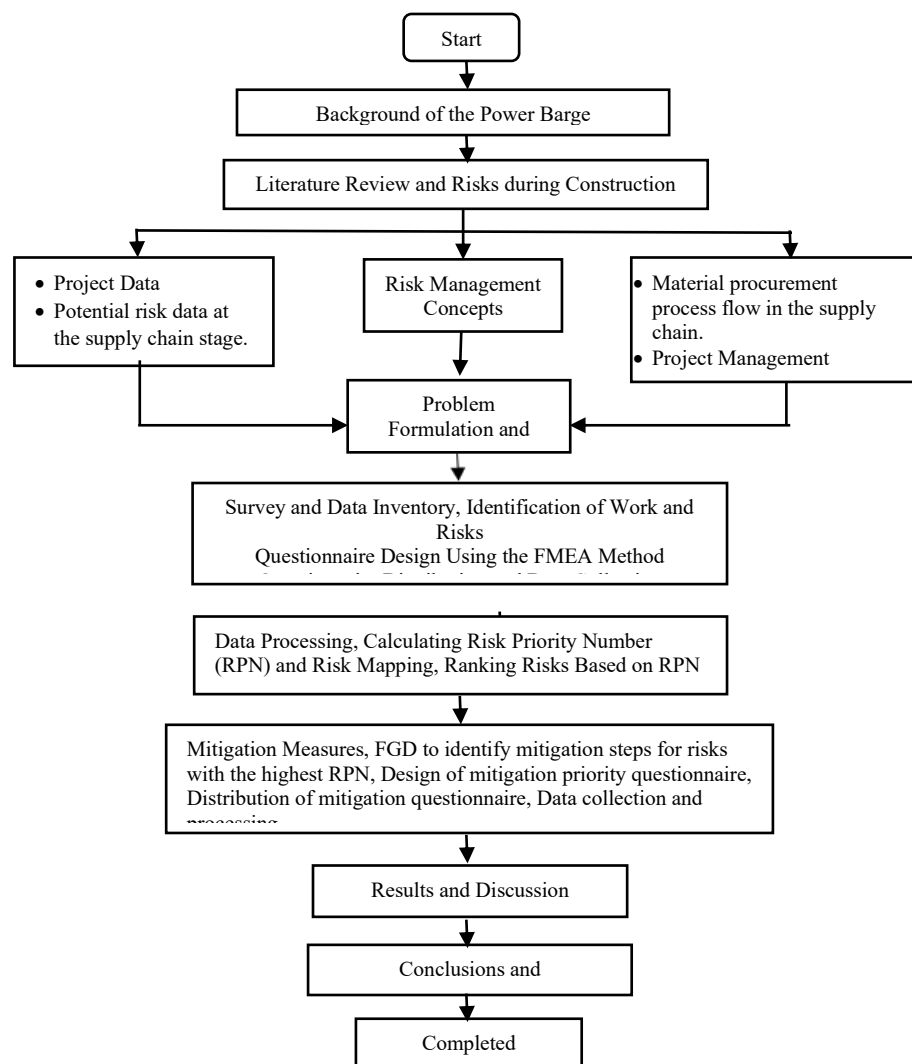 Start
Background of the Power Barge
Literature Review and Risks during Construction
• Project Data
• Potential risk data at
the supply chain stage.
Risk Management
Concepts
• Material procurement
process flow in the supply
chain.
• Project Management
Problem
Formulation and
Survey and Data Inventory, Identification of Work and
Risks
Questionnaire Design Using the FMEA Method
Data Processing, Calculating Risk Priority Number
(RPN) and Risk Mapping, Ranking Risks Based on RPN
Mitigation Measures, FGD to identify mitigation steps for risks
with the highest RPN, Design of mitigation priority questionnaire,
Distribution of mitigation questionnaire, Data collection and
processing
Results and Discussion
Conclusions and
Completed